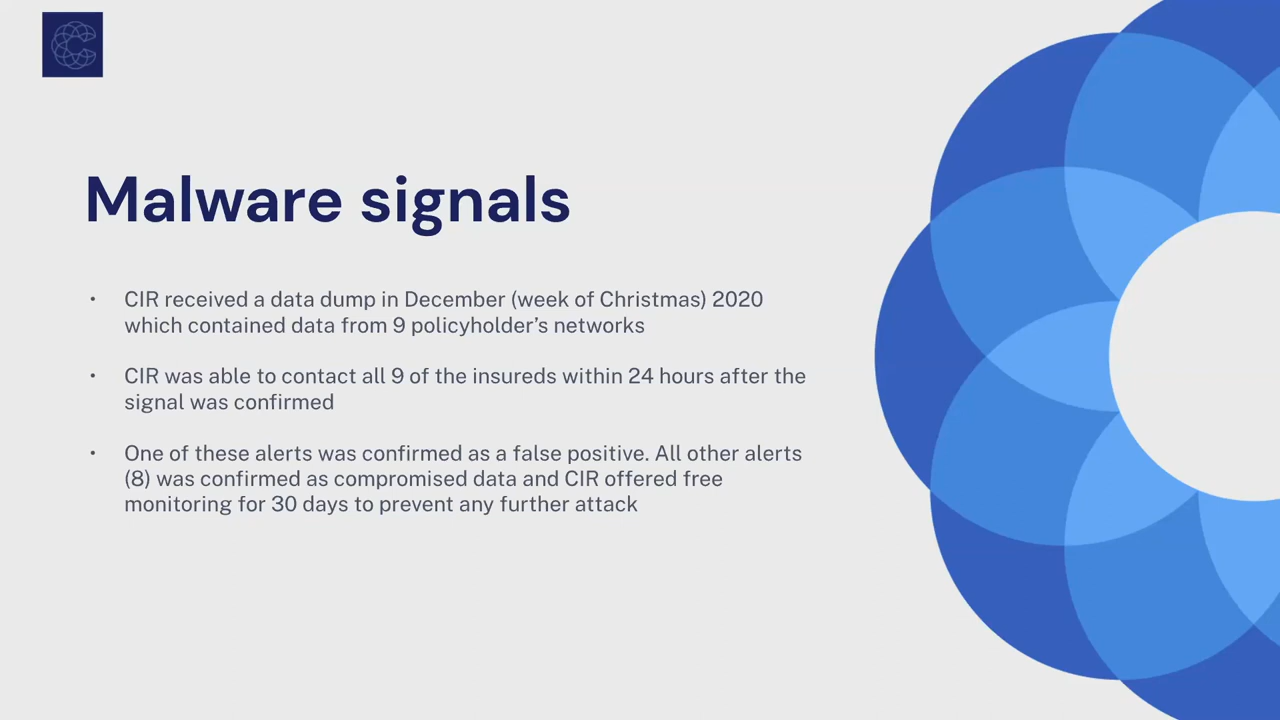 Malware signals
• CIR received a data dump in December (week of Christmas) 2020
which contained data from 9 policyholder’s networks
• CIR was able to contact all 9 of the insureds within 24 hours after the
signal was confirmed
• One of these alerts was confirmed as a false positive. All other alerts
(8) was confirmed as compromised data and CIR offered free
monitoring for 30 days to prevent any further attack